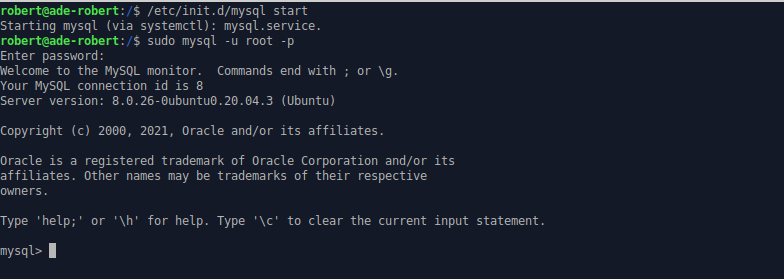 robert@ade-robert:/$ /etc/init.d/mysql start
Starting mysql (via systemctl): mysql.service.
robert@ade-robert:/$ sudo mysql -u root -p
Enter password:
Welcome to the MySQL monitor.  Commands end with ; or \g.
Your MySQL connection id is 8
Server version: 8.0.26-0ubuntu0.20.04.3 (Ubuntu)

Copyright (c) 2000, 2021, Oracle and/or its affiliates.

Oracle is a registered trademark of Oracle Corporation and/or its
affiliates. Other names may be trademarks of their respective
owners.

Type 'help;' or '\h' for help. Type '\c' to clear the current input statement.

mysql>